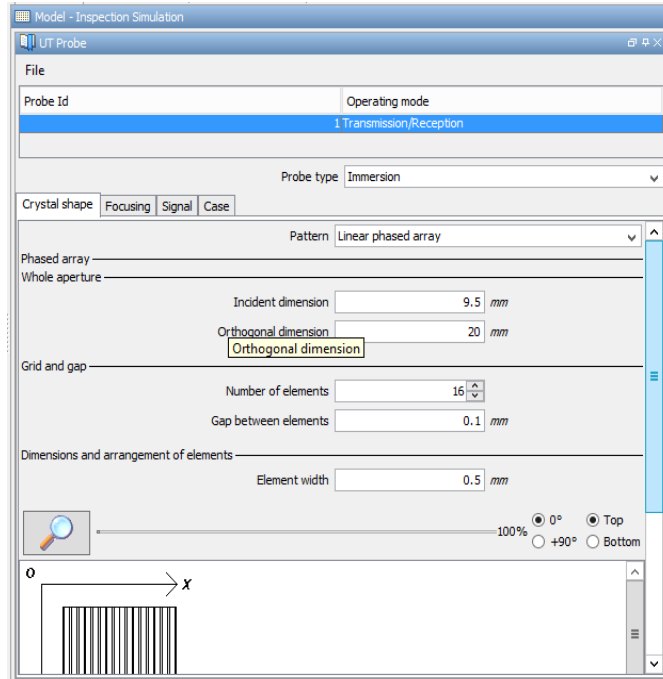 Model - Inspection Simulation
UT Probe
File
Probe Id Operating mode
1 Transmission/Reception
Probe type Immersion
Crystal shape Focusing Signal Case
Pattern Linear phased array
Phased array
Whole aperture
Incident dimension 9.5 mm
Orthogonal dimension 20 mm
Orthogonal dimension
Grid and gap
Number of elements 16
Gap between elements 0.1 mm
Dimensions and arrangement of elements
Element width 0.5 mm
100% 0° Top
+90° Bottom
O X